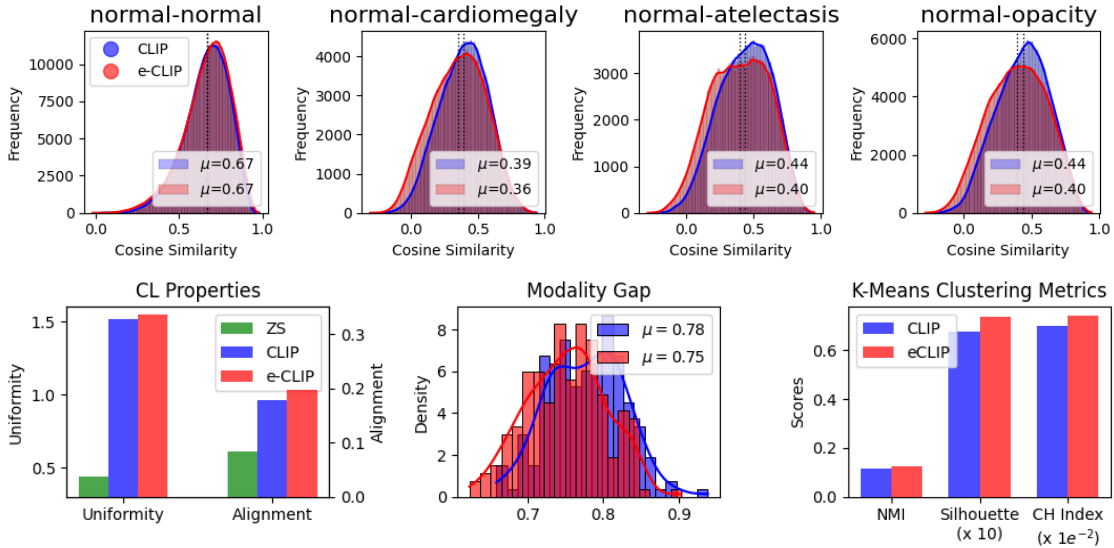 normal-normal
normal-cardiomegaly
normal-atelectasis
normal-opacity
Frequency
10000
7500
5000
2500
0
CLIP
e-CLIP
μ=0.67
μ=0.67
0.0 0.5 1.0
Cosine Similarity
Frequency
4000
3000
2000
1000
0
μ=0.39
μ=0.36
0.0 0.5 1.0
Cosine Similarity
Frequency
3000
2000
1000
0
μ=0.44
μ=0.40
0.0 0.5 1.0
Cosine Similarity
Frequency
6000
4000
2000
0
μ=0.44
μ=0.40
0.0 0.5 1.0
Cosine Similarity
CL Properties
Uniformity
1.5
1.0
0.5
ZS
CLIP
e-CLIP
0.3
0.2
0.1
0.0
Alignment
Uniformity Alignment
Modality Gap
Density
8
6
4
2
0
μ = 0.78
μ = 0.75
0.7 0.8 0.9
K-Means Clustering Metrics
Scores
0.6
0.4
0.2
0.0
CLIP
eCLIP
NMI
Silhouette
(x 10)
CH Index
(x 1e⁻²)